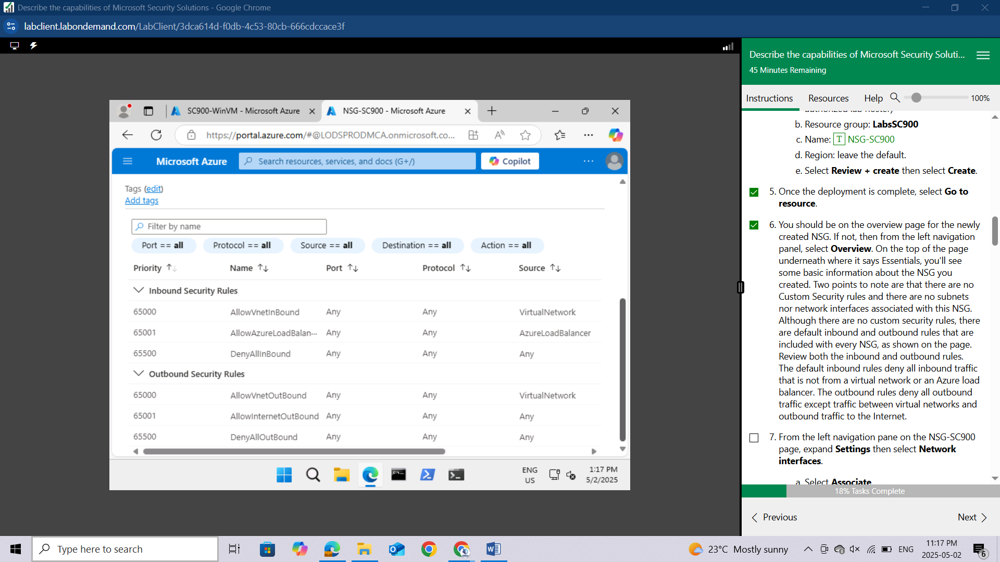 Describe the capabilities of Microsoft Security Solutions - Google Chrome
labclient.labondemand.com/LabClient/3dca614d-f0db-4c53-80cb-666cdccace3f
SC900-WinVM - Microsoft Azure
NSG-SC900 - Microsoft Azure
https://portal.azure.com/#@LODSPRODMCA.onmicrosoft.co...
Microsoft Azure
Search resources, services, and docs (G+/)
Copilot
Tags (edit)
Add tags
Filter by name
Port == all
Protocol == all
Source == all
Destination == all
Action == all
Priority
Name
Port
Protocol
Source
Inbound Security Rules
65000 AllowVnetInBound Any Any VirtualNetwork
65001 AllowAzureLoadBalan... Any Any AzureLoadBalancer
65500 DenyAllInBound Any Any Any
Outbound Security Rules
65000 AllowVnetOutBound Any Any VirtualNetwork
65001 AllowInternetOutBound Any Any Any
65500 DenyAllOutBound Any Any Any
ENG
US
1:17 PM
5/2/2025
Describe the capabilities of Microsoft Security Soluti...
45 Minutes Remaining
Instructions
Resources
Help
100%
b. Resource group: LabsSC900
c. Name: T NSG-SC900
d. Region: leave the default.
e. Select Review + create then select Create.
5. Once the deployment is complete, select Go to
resource.
6. You should be on the overview page for the newly
created NSG. If not, then from the left navigation
panel, select Overview. On the top of the page
underneath where it says Essentials, you'll see
some basic information about the NSG you
created. Two points to note are that there are no
Custom Security rules and there are no subnets
nor network interfaces associated with this NSG.
Although there are no custom security rules, there
are default inbound and outbound rules that are
included with every NSG, as shown on the page.
Review both the inbound and outbound rules.
The default inbound rules deny all inbound traffic
that is not from a virtual network or an Azure load
balancer. The outbound rules deny all outbound
traffic except traffic between virtual networks and
outbound traffic to the Internet.
7. From the left navigation pane on the NSG-SC900
page, expand Settings then select Network
interfaces.
a. Select Associate
18% Tasks Complete
Previous
Next
Type here to search
23°C Mostly sunny
ENG
11:17 PM
2025-05-02
6